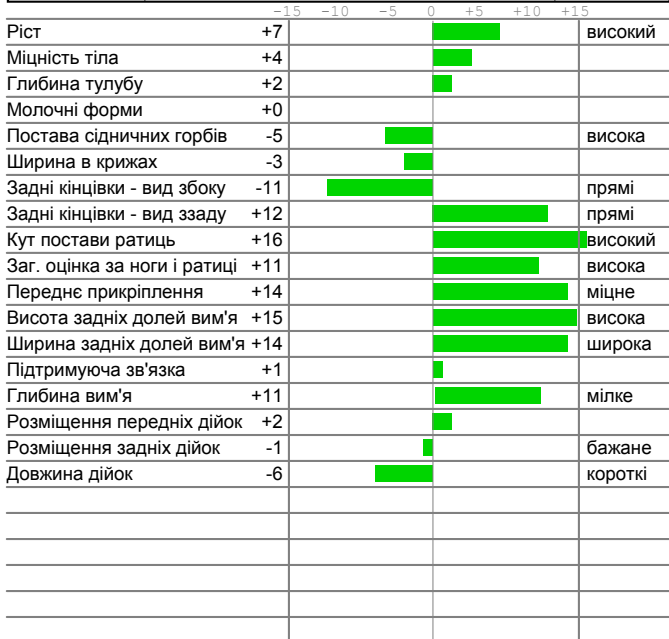 -15 -10 -5 0 +5 +10 +15
Ріст +7 високий
Міцність тіла +4
Глибина тулубу +2
Молочні форми +0
Постава сідничних горбів -5 висока
Ширина в крижах -3
Задні кінцівки - вид збоку -11 прямі
Задні кінцівки - вид ззаду +12 прямі
Кут постави ратиць +16 високий
Заг. оцінка за ноги і ратиці +11 висока
Переднє прикріплення +14 міцне
Висота задніх долей вим'я +15 висока
Ширина задніх долей вим'я +14 широка
Підтримуюча зв'язка +1
Глибина вим'я +11 мілке
Розміщення передніх дійок +2
Розміщення задніх дійок -1 бажане
Довжина дійок -6 короткі